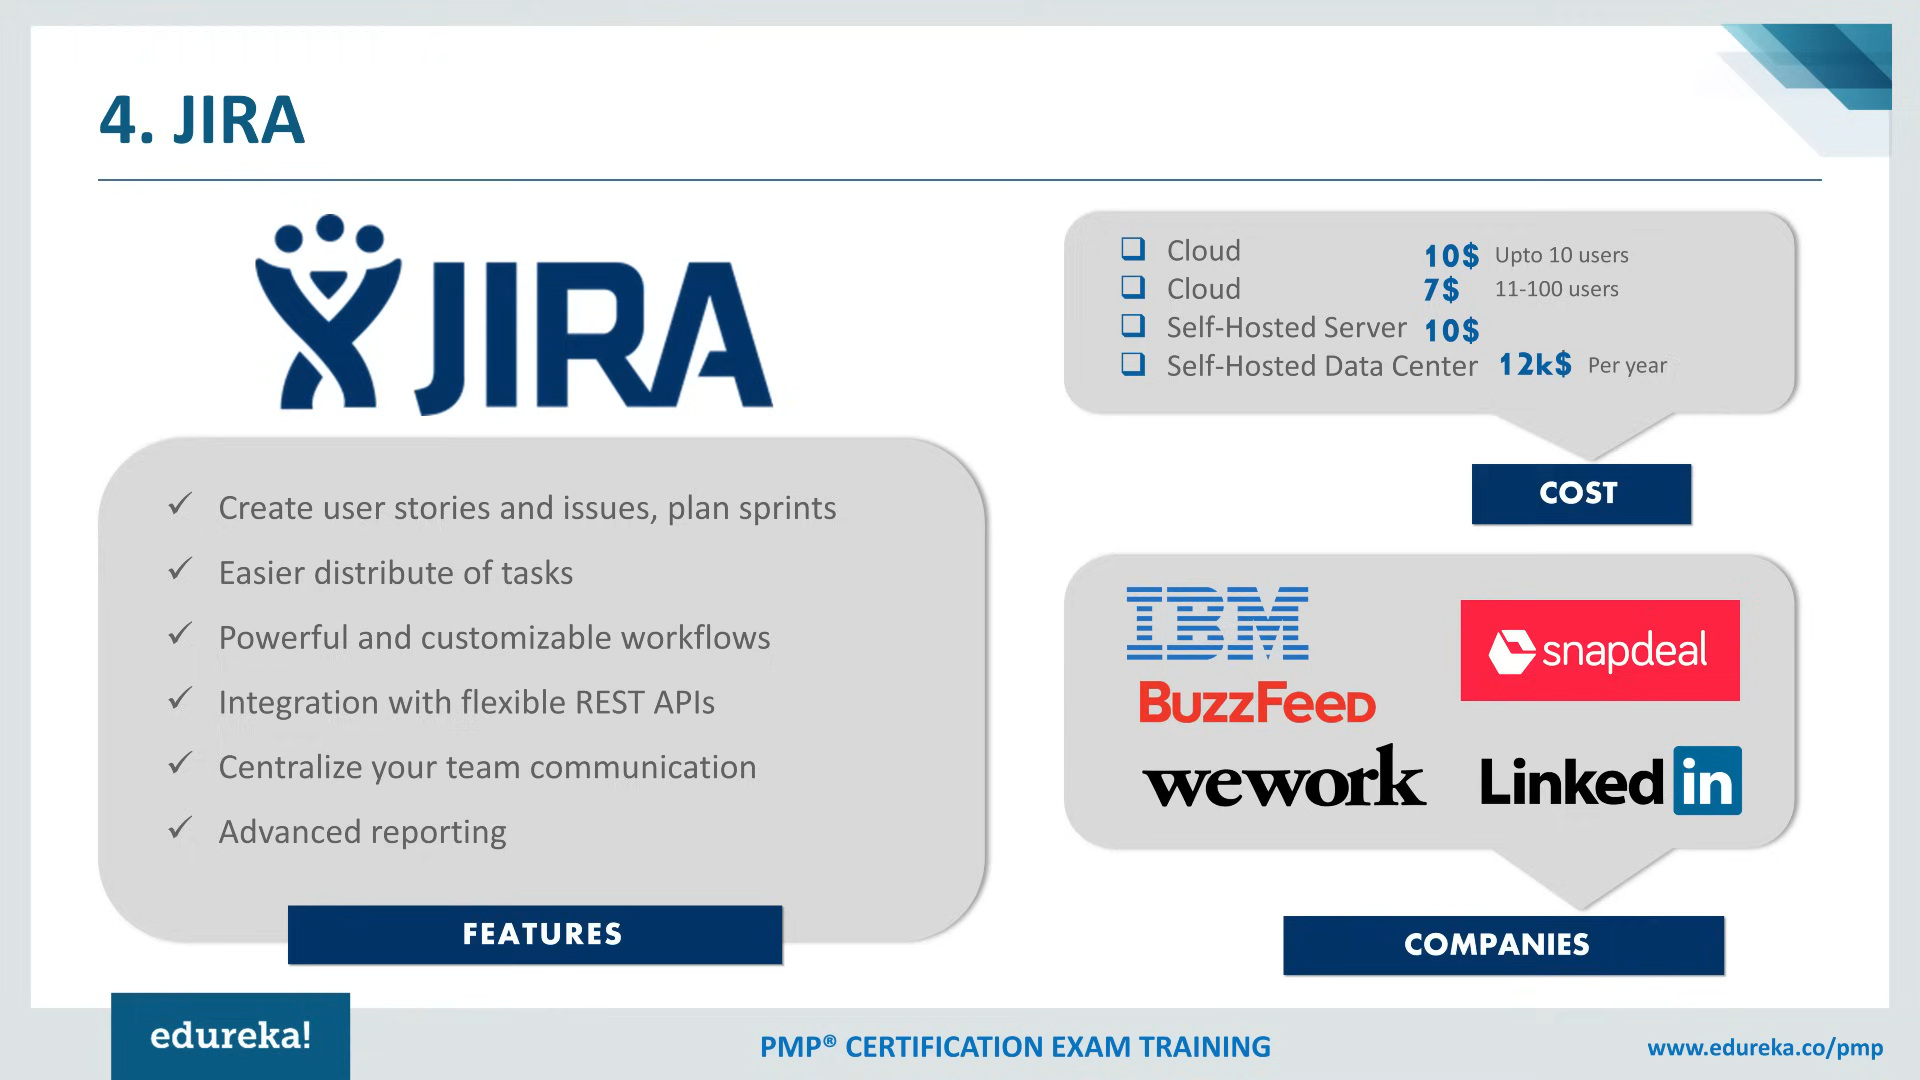 4. JIRA
JIRA
Create user stories and issues, plan sprints
Easier distribute of tasks
Powerful and customizable workflows
Integration with flexible REST APIs
Centralize your team communication
Advanced reporting
FEATURES
Cloud 10$ Upto 10 users
Cloud 7$ 11-100 users
Self-Hosted Server 10$
Self-Hosted Data Center 12k$ Per year
COST
IBM
snapdeal
BuzzFeeD
wework
Linked in
COMPANIES
edureka!
PMP® CERTIFICATION EXAM TRAINING
www.edureka.co/pmp